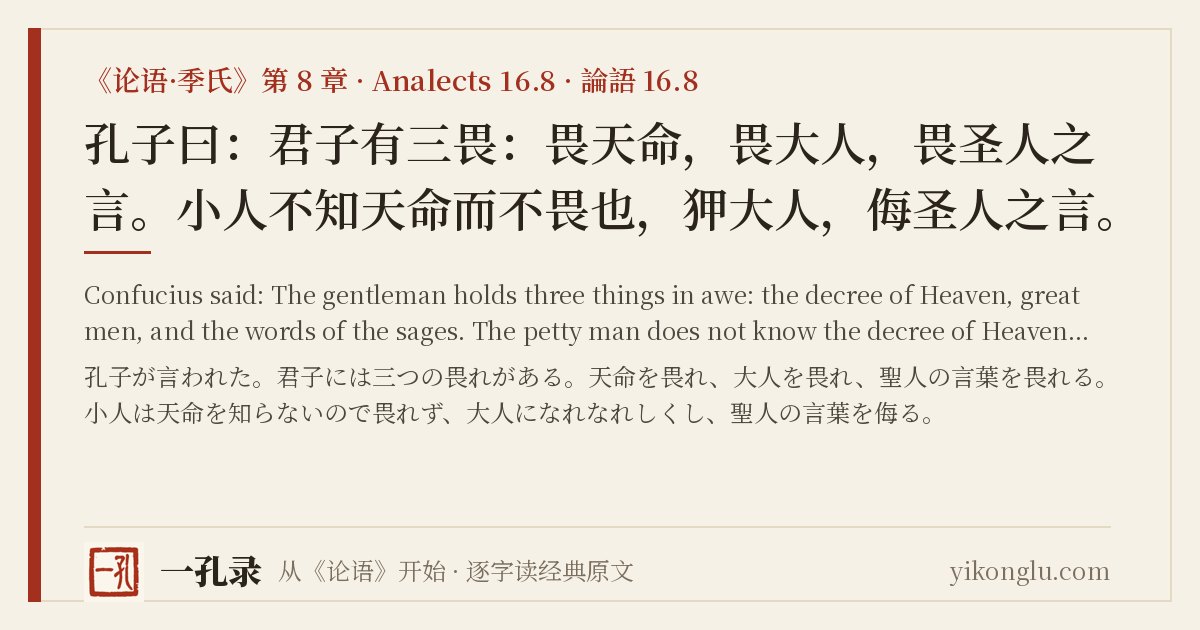 《论语·季氏》第 8 章 · Analects 16.8 · 論語 16.8
孔子曰：君子有三畏：畏天命，畏大人，畏圣人之
言。小人不知天命而不畏也，狎大人，侮圣人之言。
Confucius said: The gentleman holds three things in awe: the decree of Heaven, great
men, and the words of the sages. The petty man does not know the decree of Heaven...
孔子が言われた。君子には三つの畏れがある。天命を畏れ、大人を畏れ、聖人の言葉を畏れる。
小人は天命を知らないので畏れず、大人になれなれしくし、聖人の言葉を侮る。
一孔
一孔录 从《论语》开始 · 逐字读经典原文 yikonglu.com